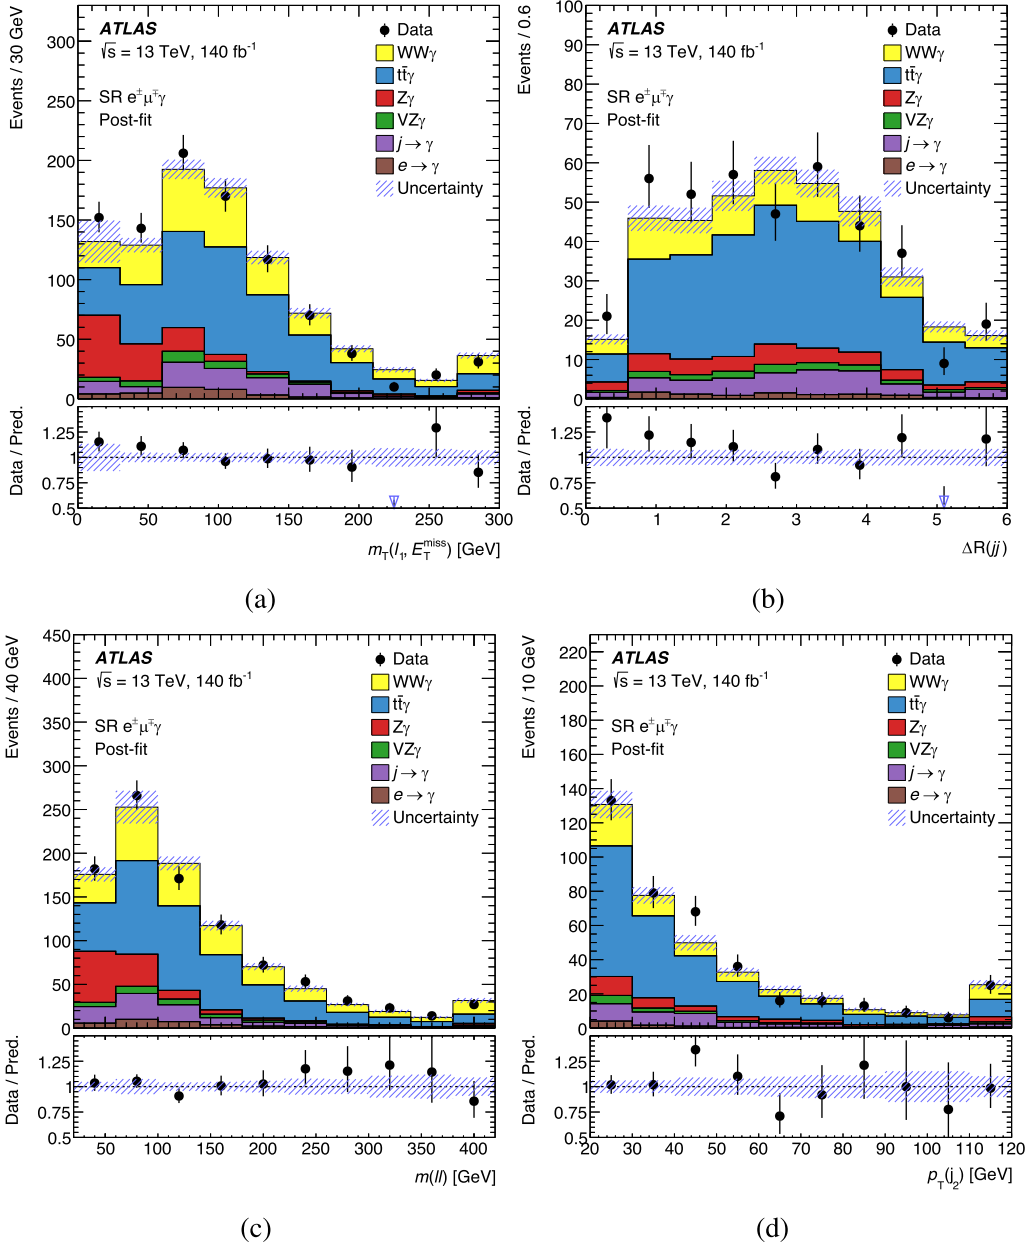 Events / 30 GeV
300
250
200
150
100
50
0
ATLAS
√s = 13 TeV, 140 fb⁻¹
SR e±μ∓γ
Post-fit
Data
WWγ
tt̄γ
Zγ
VZγ
j → γ
e → γ
Uncertainty
Data / Pred.
1.25
1
0.75
0.5
0 50 100 150 200 250 300
m_T(l_1, E_T^miss) [GeV]
(a)
Events / 0.6
100
90
80
70
60
50
40
30
20
10
0
ATLAS
√s = 13 TeV, 140 fb⁻¹
SR e±μ∓γ
Post-fit
Data
WWγ
tt̄γ
Zγ
VZγ
j → γ
e → γ
Uncertainty
Data / Pred.
1.25
1
0.75
0.5
0 1 2 3 4 5 6
ΔR(jj)
(b)
Events / 40 GeV
450
400
350
300
250
200
150
100
50
0
ATLAS
√s = 13 TeV, 140 fb⁻¹
SR e±μ∓γ
Post-fit
Data
WWγ
tt̄γ
Zγ
VZγ
j → γ
e → γ
Uncertainty
Data / Pred.
1.25
1
0.75
0.5
50 100 150 200 250 300 350 400
m(ll) [GeV]
(c)
Events / 10 GeV
220
200
180
160
140
120
100
80
60
40
20
0
ATLAS
√s = 13 TeV, 140 fb⁻¹
SR e±μ∓γ
Post-fit
Data
WWγ
tt̄γ
Zγ
VZγ
j → γ
e → γ
Uncertainty
Data / Pred.
1.25
1
0.75
0.5
20 30 40 50 60 70 80 90 100 110 120
p_T(j_2) [GeV]
(d)